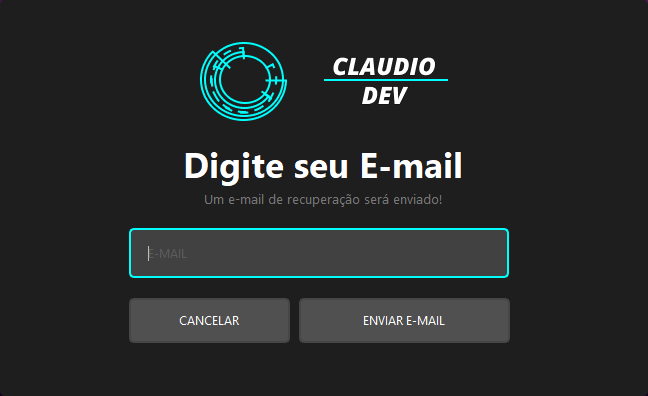 CLAUDIO
DEV
Digite seu E-mail
Um e-mail de recuperação será enviado!
E-MAIL
CANCELAR
ENVIAR E-MAIL